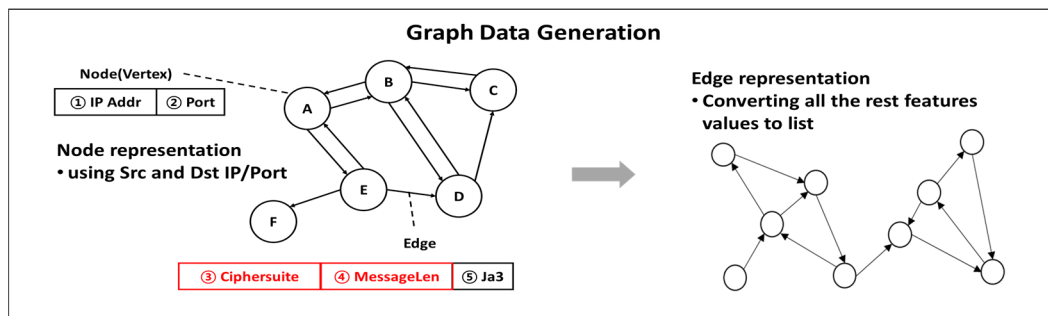 Graph Data Generation
Node(Vertex)
① IP Addr ② Port
Node representation
• using Src and Dst IP/Port
A
B
C
D
E
F
Edge
③ Ciphersuite ④ MessageLen ⑤ Ja3
Edge representation
• Converting all the rest features
values to list